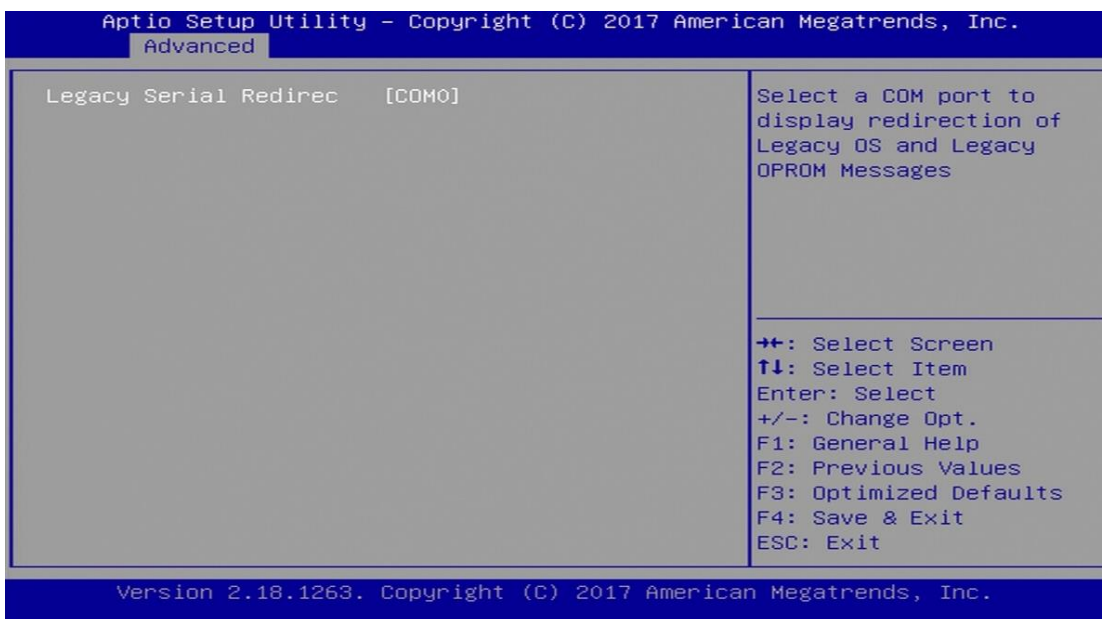 Aptio Setup Utility – Copyright (C) 2017 American Megatrends, Inc.
Advanced
Legacy Serial Redirec [COM0]
Select a COM port to
display redirection of
Legacy OS and Legacy
OPROM Messages
→←: Select Screen
↑↓: Select Item
Enter: Select
+/-: Change Opt.
F1: General Help
F2: Previous Values
F3: Optimized Defaults
F4: Save & Exit
ESC: Exit
Version 2.18.1263. Copyright (C) 2017 American Megatrends, Inc.